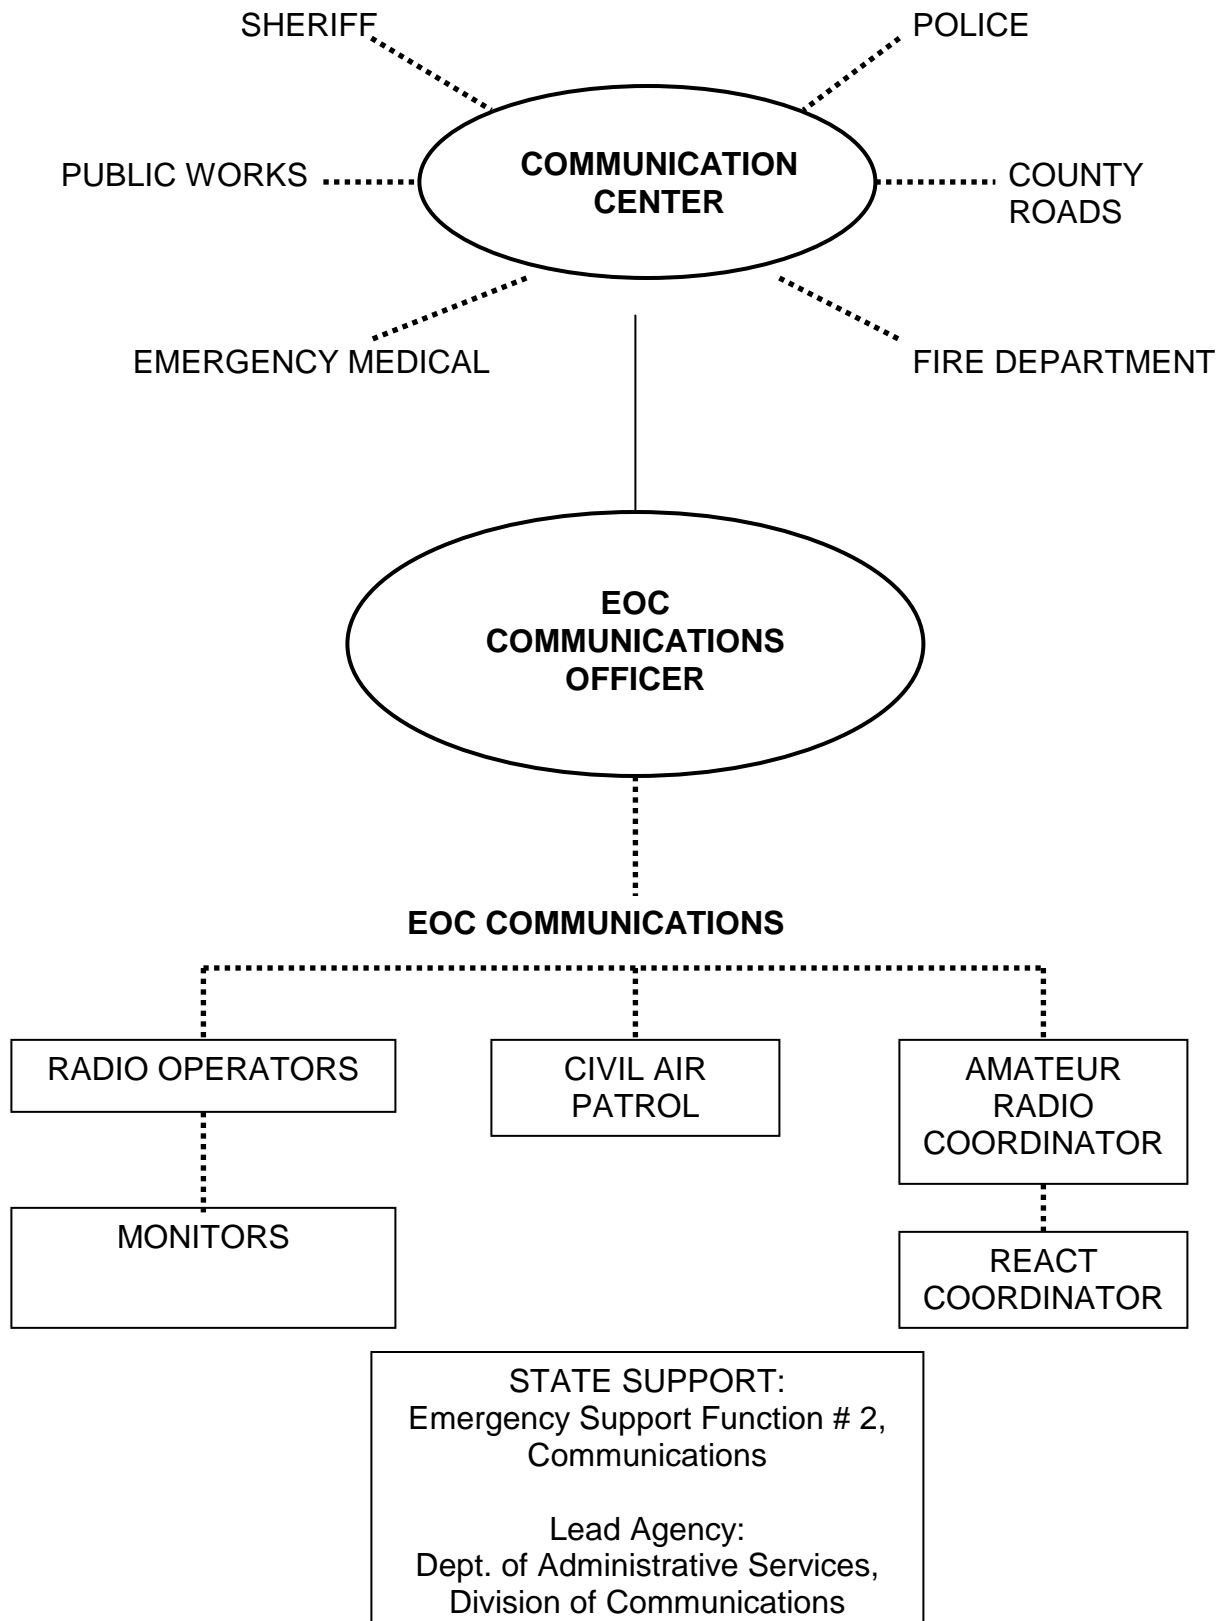 SHERIFF
POLICE
COMMUNICATION
CENTER
PUBLIC WORKS
COUNTY
ROADS
EMERGENCY MEDICAL
FIRE DEPARTMENT
EOC
COMMUNICATIONS
OFFICER
EOC COMMUNICATIONS
RADIO OPERATORS
CIVIL AIR
PATROL
AMATEUR
RADIO
COORDINATOR
MONITORS
REACT
COORDINATOR
STATE SUPPORT:
Emergency Support Function # 2,
Communications
Lead Agency:
Dept. of Administrative Services,
Division of Communications